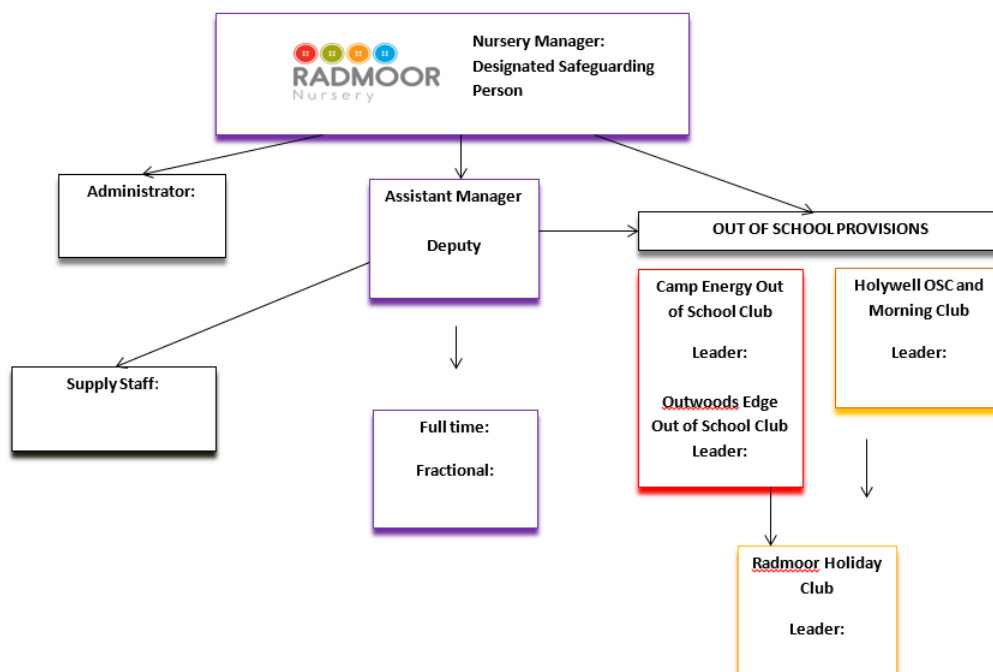 RADMOOR
Nursery
Nursery Manager:
Designated Safeguarding
Person
Administrator:
Assistant Manager
Deputy
OUT OF SCHOOL PROVISIONS
Camp Energy Out
of School Club
Leader:
Outwoods Edge
Out of School Club
Leader:
Holywell OSC and
Morning Club
Leader:
Supply Staff:
Full time:
Fractional:
Radmoor Holiday
Club
Leader: